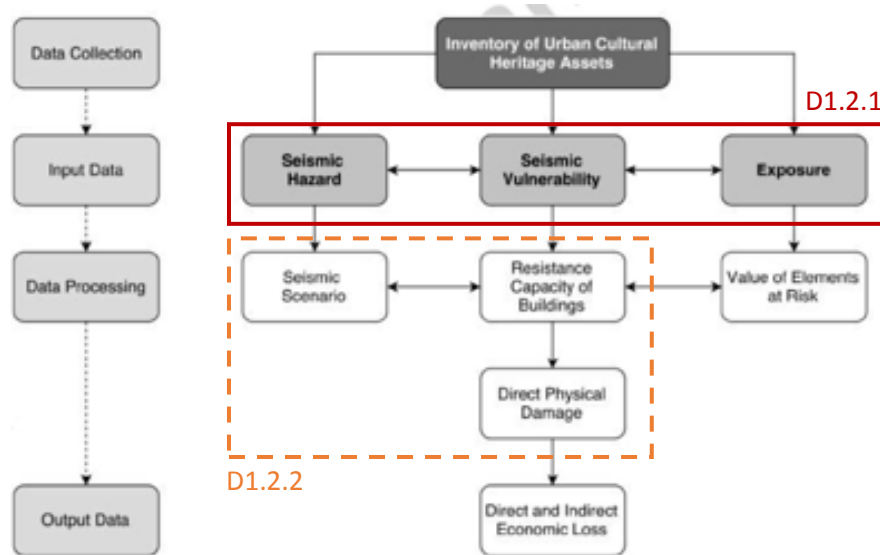 Data Collection
Inventory of Urban Cultural
Heritage Assets
D1.2.1
Input Data
Seismic
Hazard
Seismic
Vulnerability
Exposure
Data Processing
Seismic
Scenario
Resistance
Capacity of
Buildings
Value of Elements
at Risk
Direct Physical
Damage
D1.2.2
Output Data
Direct and Indirect
Economic Loss